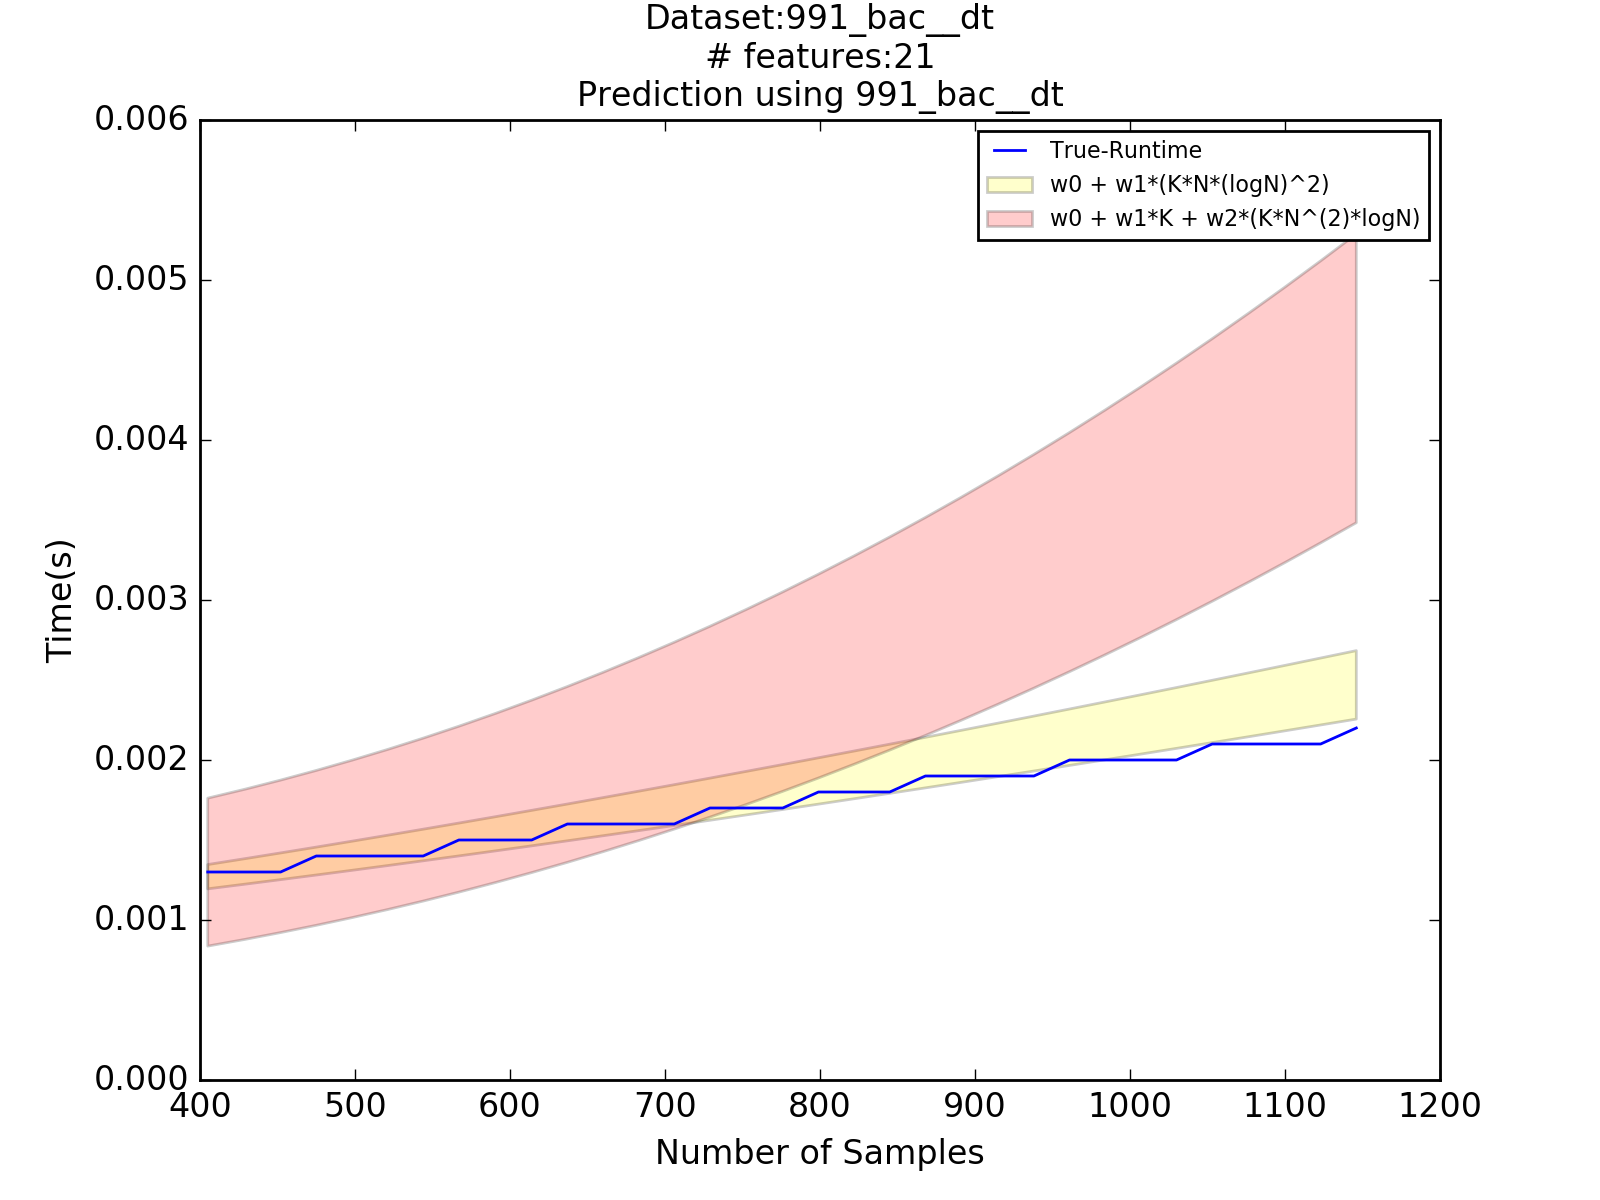 Dataset:991_bac__dt
# features:21
Prediction using 991_bac__dt
True-Runtime
w0 + w1*(K*N*(logN)^2)
w0 + w1*K + w2*(K*N^(2)*logN)
0.006
0.005
0.004
0.003
0.002
0.001
0.000
Time(s)
400 500 600 700 800 900 1000 1100 1200
Number of Samples